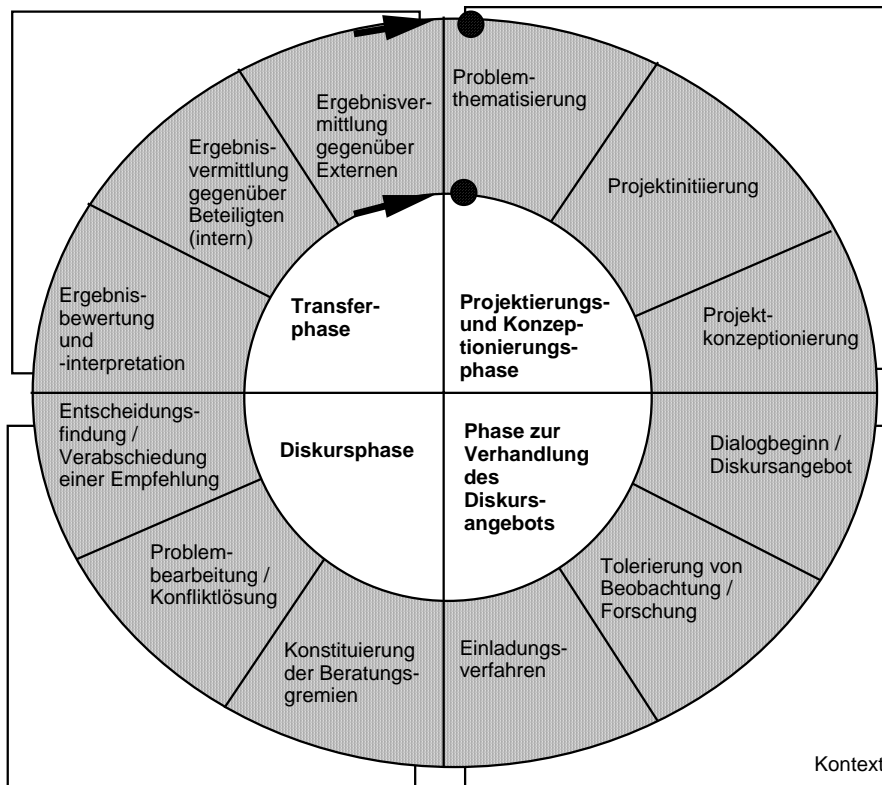 Problem-
thematisierung
Projektinitiierung
Projekt-
konzeptionierung
Dialogbeginn /
Diskursangebot
Tolerierung von
Beobachtung /
Forschung
Einladungs-
verfahren
Konstituierung
der Beratungs-
gremien
Problem-
bearbeitung /
Konfliktlösung
Entscheidungs-
findung /
Verabschiedung
einer Empfehlung
Ergebnis-
bewertung
und
-interpretation
Ergebnis-
vermittlung
gegenüber
Beteiligten
(intern)
Ergebnisver-
mittlung
gegenüber
Externen
Transfer-
phase
Projektierungs-
und Konzep-
tionierungs-
phase
Diskursphase
Phase zur
Verhandlung
des
Diskurs-
angebots
Kontext